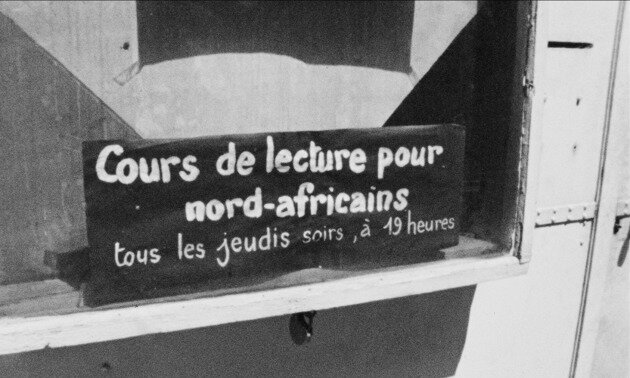 Cours de lecture pour
nord-africains
tous les jeudis soirs, à 19 heures